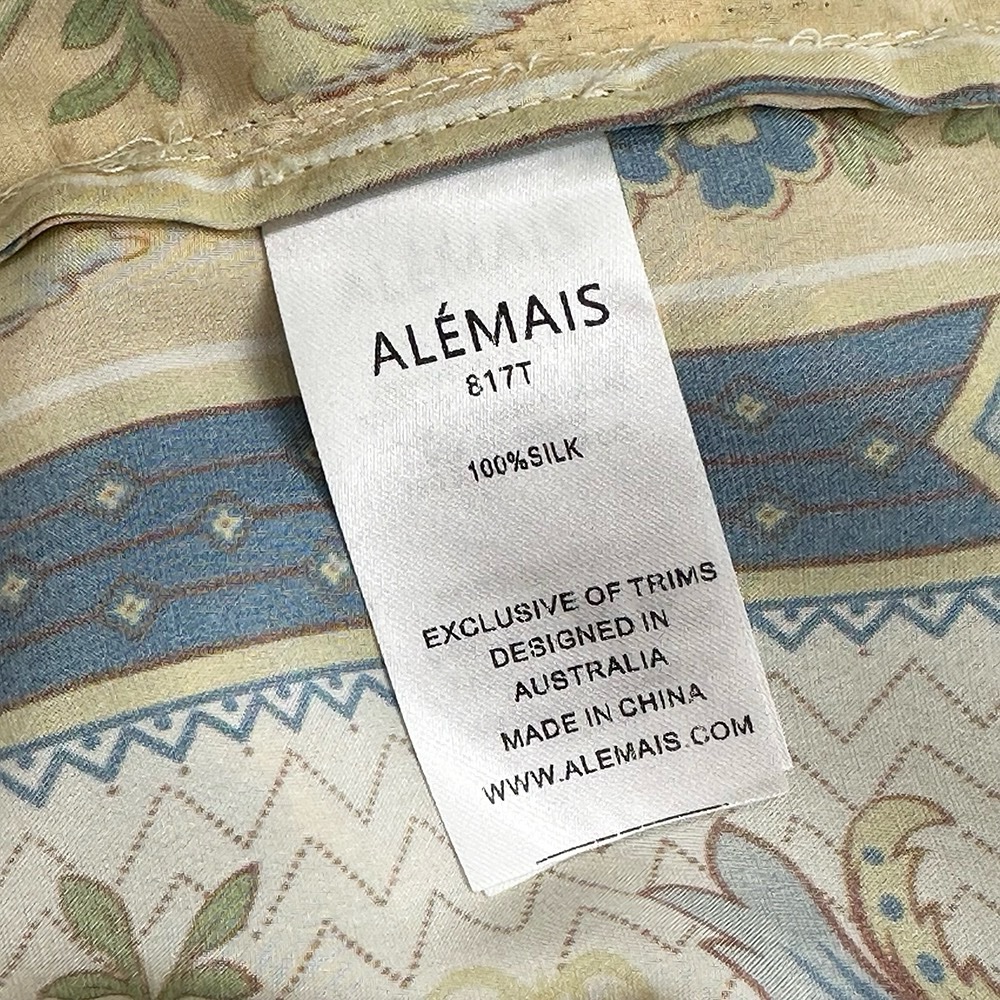 ALÉMAIS
817T
100%SILK
EXCLUSIVE OF TRIMS
DESIGNED IN
AUSTRALIA
MADE IN CHINA
WWW.ALEMAIS.COM